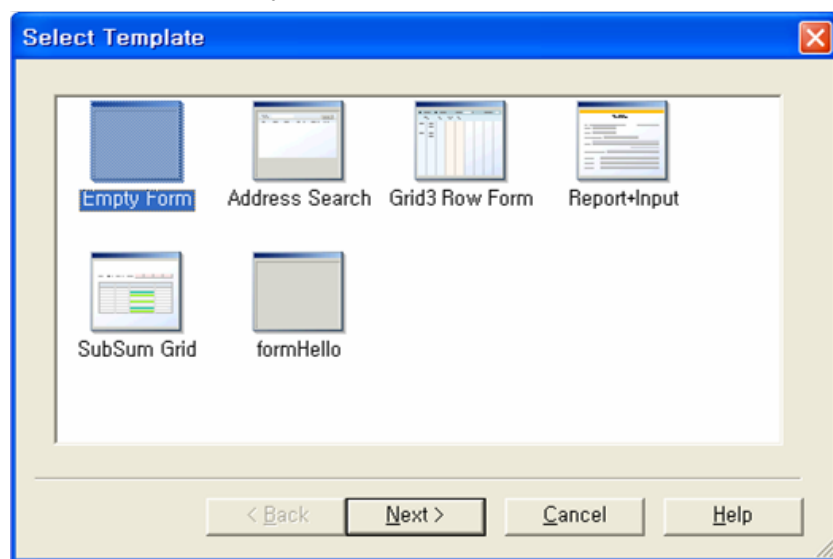 Select Template
Empty Form Address Search Grid3 Row Form Report+Input
SubSum Grid formHello
< Back Next > Cancel Help